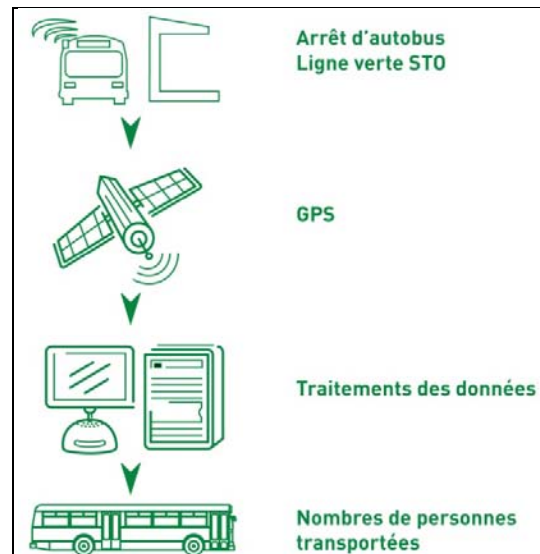 Arrêt d'autobus
Ligne verte STO
GPS
Traitements des données
Nombres de personnes
transportées